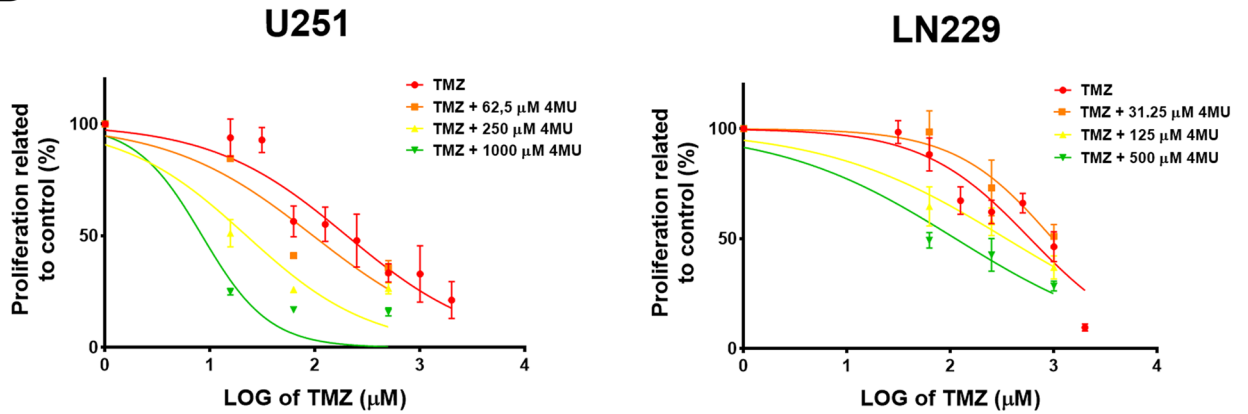 U251
TMZ
TMZ + 62,5 μM 4MU
TMZ + 250 μM 4MU
TMZ + 1000 μM 4MU
Proliferation related
to control (%)
100
50
0
0 1 2 3 4
LOG of TMZ (μM)
LN229
TMZ
TMZ + 31.25 μM 4MU
TMZ + 125 μM 4MU
TMZ + 500 μM 4MU
Proliferation related
to control (%)
100
50
0
0 1 2 3 4
LOG of TMZ (μM)